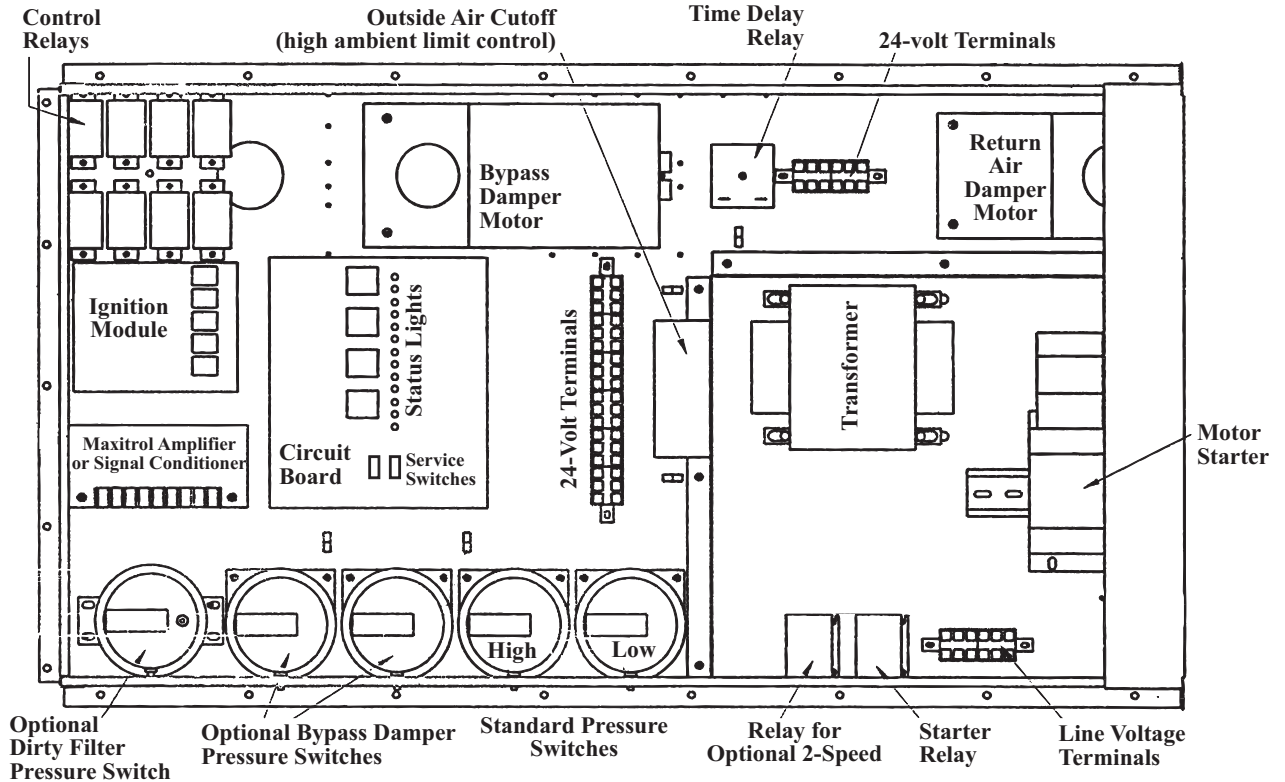 Control
Relays
Outside Air Cutoff
(high ambient limit control)
Time Delay
Relay
24-volt Terminals
Bypass
Damper
Motor
Return
Air
Damper
Motor
Ignition
Module
Status Lights
24-Volt Terminals
Transformer
Maxitrol Amplifier
or Signal Conditioner
Circuit
Board
Service
Switches
Motor
Starter
High
Low
Optional
Dirty Filter
Pressure Switch
Optional Bypass Damper
Pressure Switches
Standard Pressure
Switches
Relay for
Optional 2-Speed
Starter
Relay
Line Voltage
Terminals